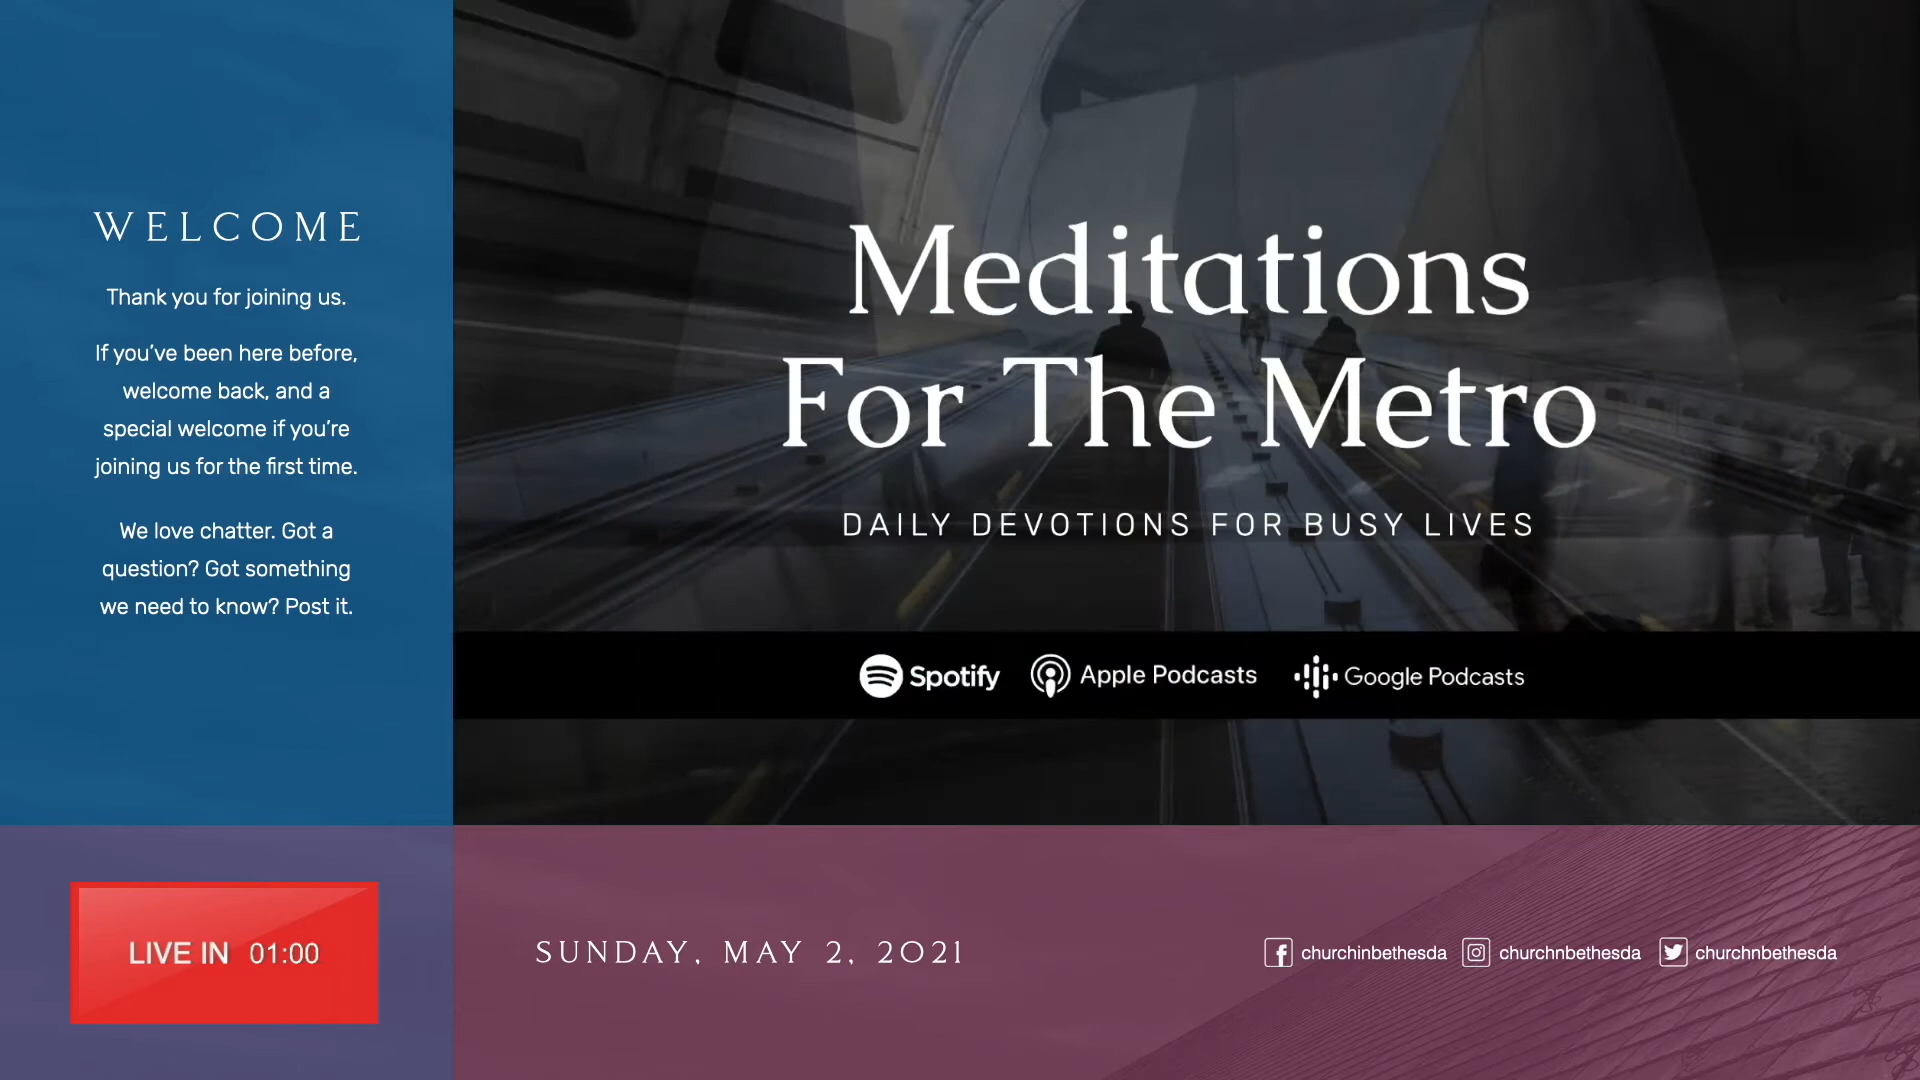 WELCOME
Thank you for joining us.
If you've been here before,
welcome back, and a
special welcome if you're
joining us for the first time.
We love chatter. Got a
question? Got something
we need to know? Post it.
Meditations
For The Metro
DAILY DEVOTIONS FOR BUSY LIVES
Spotify Apple Podcasts Google Podcasts
LIVE IN 01:00
SUNDAY, MAY 2, 2021
churchinbethesda churchnbethesda churchnbethesda